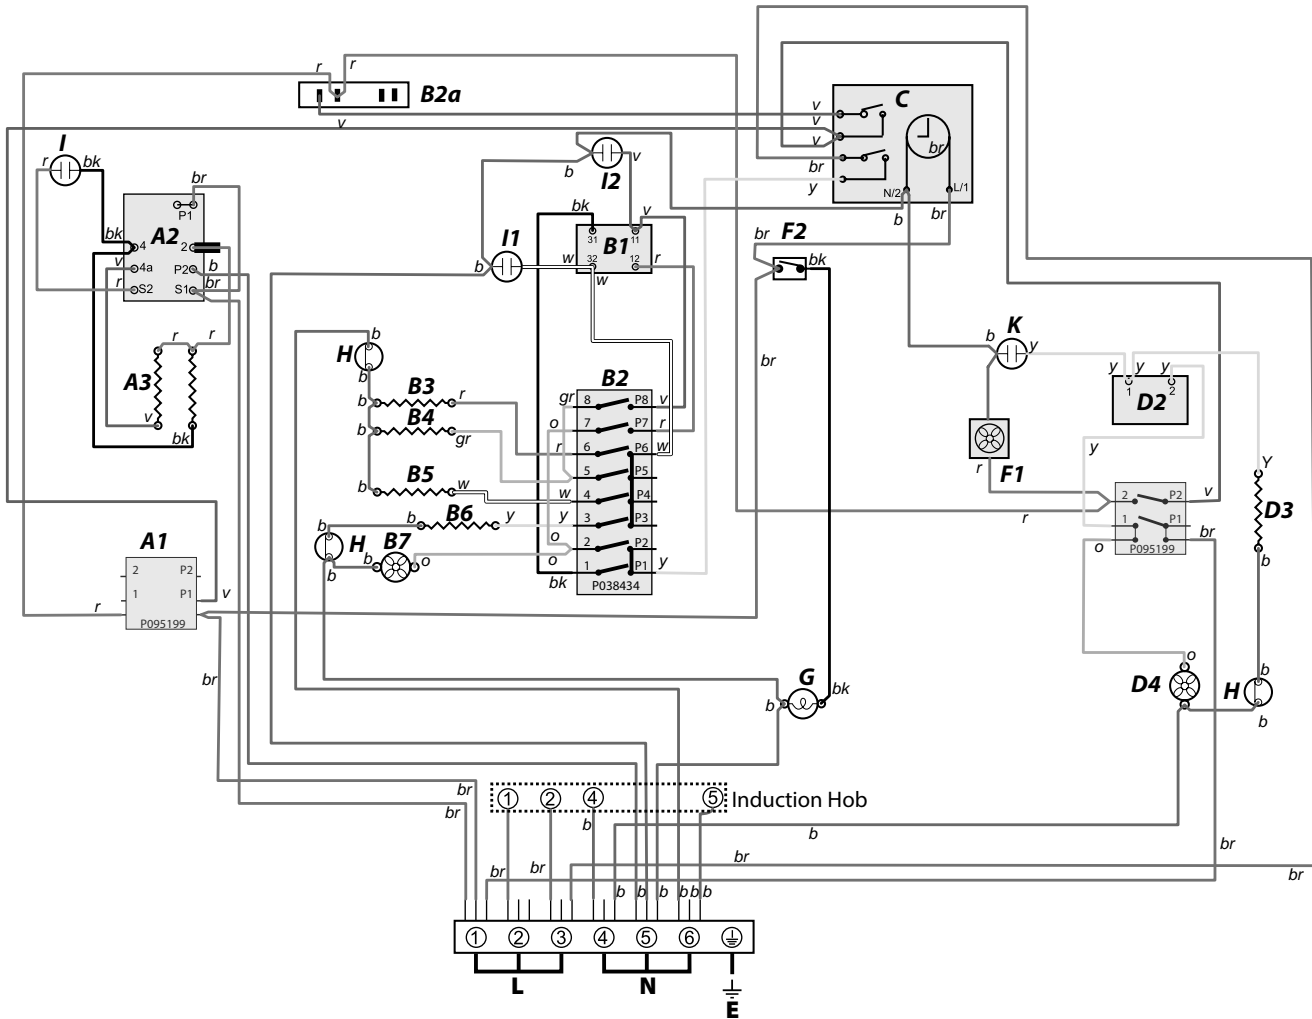 r
r
B2a
v
C
v
v
v
br
br
y
N/2
L/1
b
br
I
r
bk
br
P1
bk
A2
4
2
v
4a
P2
b
r
S2
S1
br
r
r
A3
v
bk
b
v
I2
bk
v
31
11
B1
I1
w
32
12
r
b
w
br
F2
bk
br
K
b
y
y
y
y
1
2
D2
H
b
b
B3
b
r
B4
b
gr
B5
b
w
B6
b
y
b
H
B7
b
b
o
B2
gr
8
P8
v
o
7
P7
r
r
6
P6
w
5
P5
w
4
P4
y
3
P3
o
2
P2
o
1
P1
y
bk
P038434
F1
r
y
Y
D3
b
2
P2
v
r
1
P1
br
o
P095199
A1
2
P2
1
P1
v
r
P095199
br
G
b
bk
o
D4
b
H
b
br
br
1
2
4
5
Induction Hob
b
b
br
br
br
br
br
b
b
b
b
b
b
1
2
3
4
5
6
L
N
E